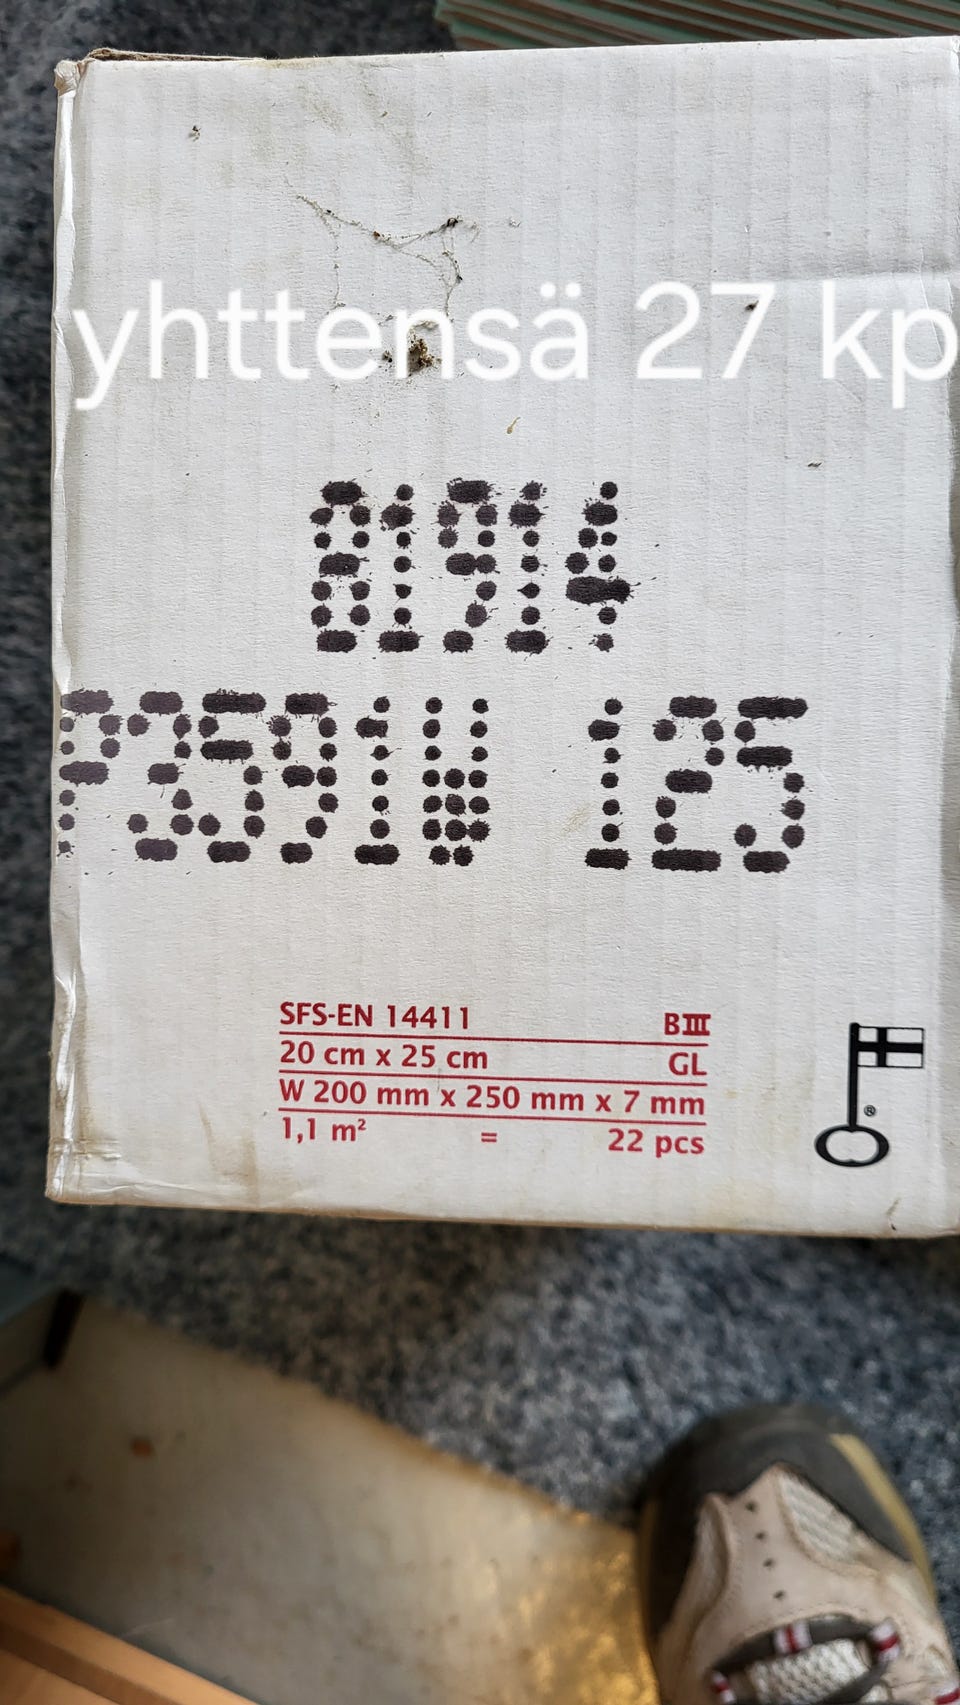 yhttensä 27 kp
81914
P3591W 125
SFS-EN 14411 BIII
20 cm x 25 cm GL
W 200 mm x 250 mm x 7 mm
1,1 m² = 22 pcs
®